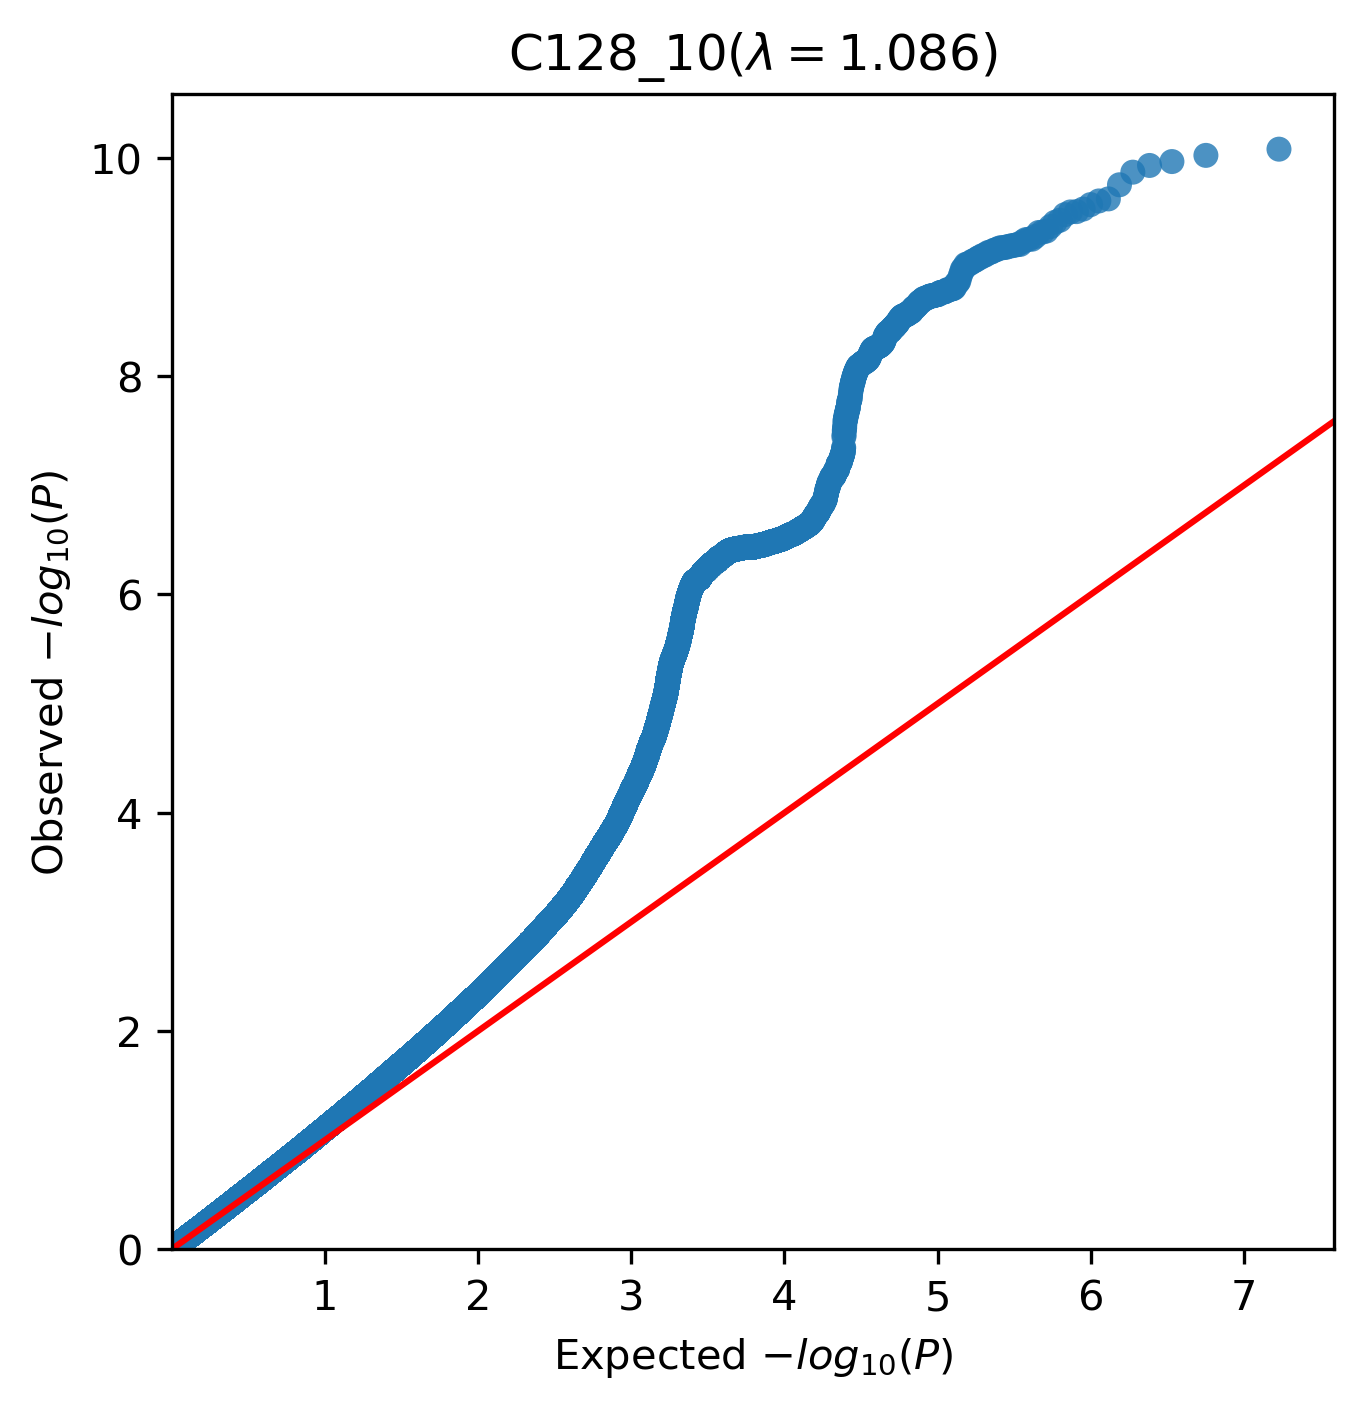 C128_10(λ = 1.086)
Observed −log₁₀(P)
10
8
6
4
2
0
1 2 3 4 5 6 7
Expected −log₁₀(P)